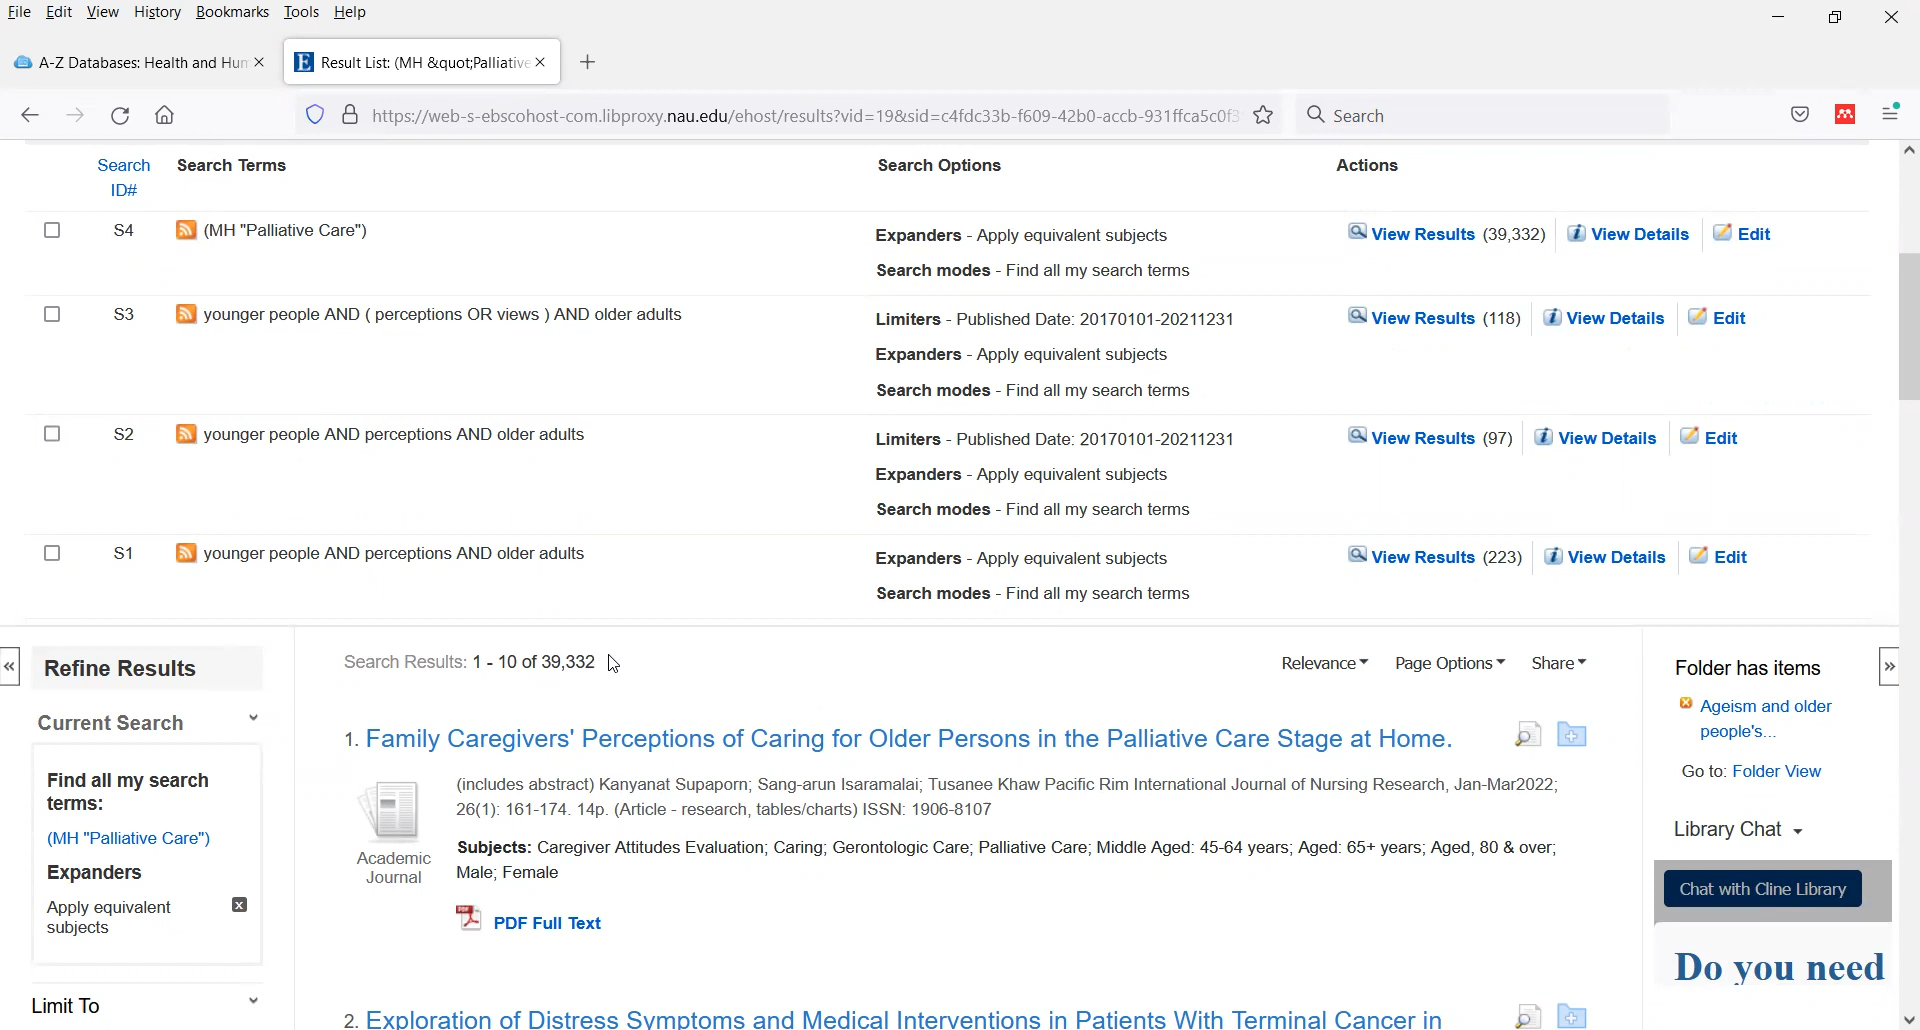 File Edit View History Bookmarks Tools Help
A-Z Databases: Health and Hum
Result List: (MH &quot;Palliative
https://web-s-ebscohost-com.libproxy.nau.edu/ehost/results?vid=19&sid=c4fdc33b-f609-42b0-accb-931ffca5c0f3
Search
Search ID#
Search Terms
Search Options
Actions
S4 (MH "Palliative Care")
Expanders - Apply equivalent subjects
Search modes - Find all my search terms
View Results (39,332) View Details Edit
S3 younger people AND ( perceptions OR views ) AND older adults
Limiters - Published Date: 20170101-20211231
Expanders - Apply equivalent subjects
Search modes - Find all my search terms
View Results (118) View Details Edit
S2 younger people AND perceptions AND older adults
Limiters - Published Date: 20170101-20211231
Expanders - Apply equivalent subjects
Search modes - Find all my search terms
View Results (97) View Details Edit
S1 younger people AND perceptions AND older adults
Expanders - Apply equivalent subjects
Search modes - Find all my search terms
View Results (223) View Details Edit
Refine Results
Current Search
Find all my search
terms:
(MH "Palliative Care")
Expanders
Apply equivalent
subjects
Limit To
Search Results: 1 - 10 of 39,332
Relevance Page Options Share
1. Family Caregivers' Perceptions of Caring for Older Persons in the Palliative Care Stage at Home.
(includes abstract) Kanyanat Supaporn; Sang-arun Isaramalai; Tusanee Khaw Pacific Rim International Journal of Nursing Research, Jan-Mar2022;
26(1): 161-174. 14p. (Article - research, tables/charts) ISSN: 1906-8107
Academic
Journal
Subjects: Caregiver Attitudes Evaluation; Caring; Gerontologic Care; Palliative Care; Middle Aged: 45-64 years; Aged: 65+ years; Aged, 80 & over;
Male; Female
PDF Full Text
2. Exploration of Distress Symptoms and Medical Interventions in Patients With Terminal Cancer in
Folder has items
Ageism and older
people's...
Go to: Folder View
Library Chat
Chat with Cline Library
Do you need